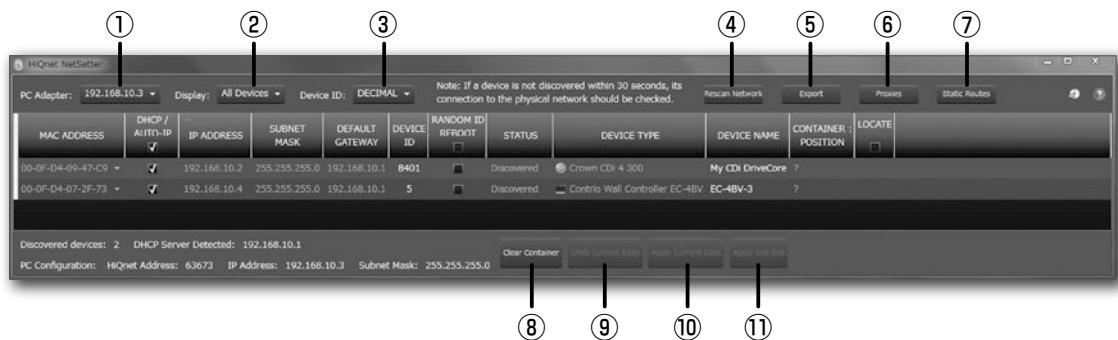 ① ② ③ ④ ⑤ ⑥ ⑦
HiQnet NetSetter
PC Adapter: 192.168.10.3 Display: All Devices Device ID: DECIMAL Note: If a device is not discovered within 30 seconds, its connection to the physical network should be checked. Rescan Network Export Proxies Static Routes
MAC ADDRESS DHCP / AUTO-IP IP ADDRESS SUBNET MASK DEFAULT GATEWAY DEVICE ID RANDOM ID REBOOT STATUS DEVICE TYPE DEVICE NAME CONTAINER : POSITION LOCATE
00-0F-D4-09-47-C9 192.168.10.2 255.255.255.0 192.168.10.1 8401 Discovered Crown CDi 4 300 My CDi DriveCore ?
00-0F-D4-07-2F-73 192.168.10.4 255.255.255.0 192.168.10.1 5 Discovered Contrio Wall Controller EC-4BV EC-4BV-3 ?
Discovered devices: 2 DHCP Server Detected: 192.168.10.1
Clear Container Undo Current Edits Apply Current Edits Apply and Exit
PC Configuration: HiQnet Address: 63673 IP Address: 192.168.10.3 Subnet Mask: 255.255.255.0
⑧ ⑨ ⑩ ⑪